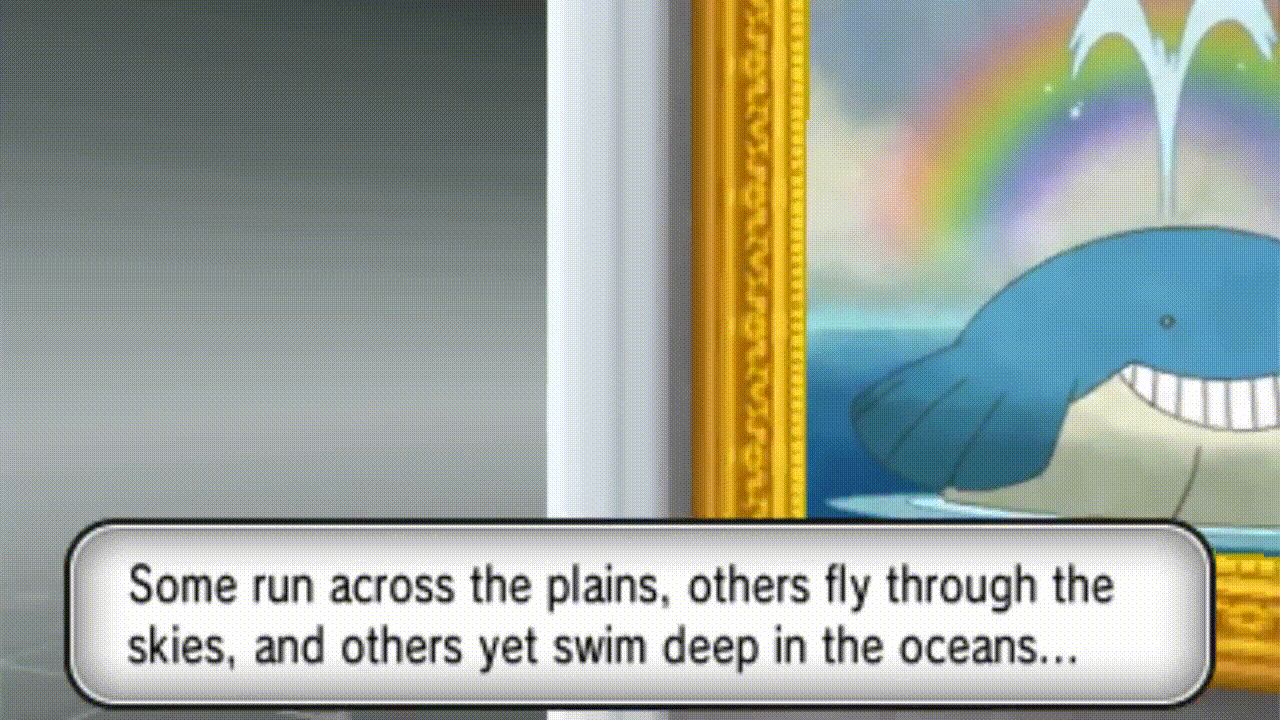 Some run across the plains, others fly through the
skies, and others yet swim deep in the oceans...